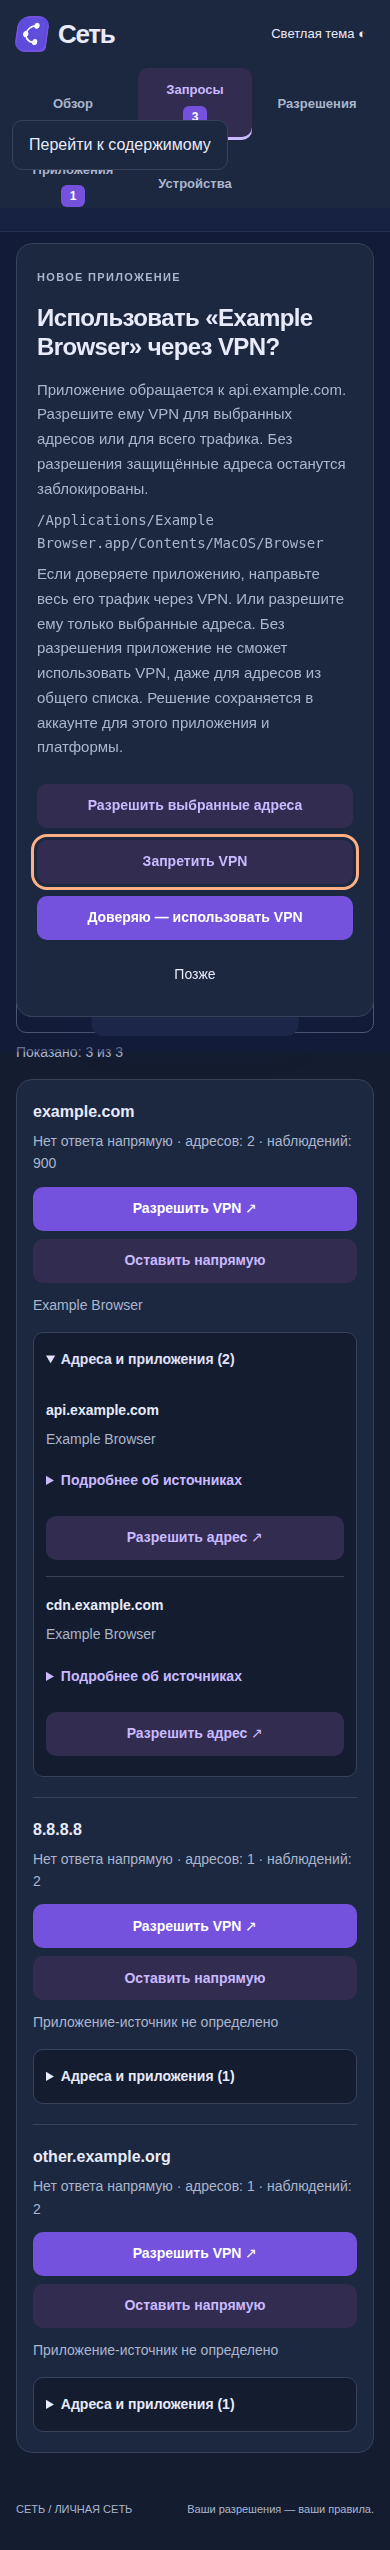 Сеть
Светлая тема
Обзор
Запросы
3
Разрешения
Перейти к содержимому
Приложения
1
Устройства
НОВОЕ ПРИЛОЖЕНИЕ
Использовать «Example
Browser» через VPN?
Приложение обращается к api.example.com.
Разрешите ему VPN для выбранных
адресов или для всего трафика. Без
разрешения защищённые адреса останутся
заблокированы.
/Applications/Example
Browser.app/Contents/MacOS/Browser
Если доверяете приложению, направьте
весь его трафик через VPN. Или разрешите
ему только выбранные адреса. Без
разрешения приложение не сможет
использовать VPN, даже для адресов из
общего списка. Решение сохраняется в
аккаунте для этого приложения и
платформы.
Разрешить выбранные адреса
Запретить VPN
Доверяю — использовать VPN
Позже
Показано: 3 из 3
example.com
Нет ответа напрямую · адресов: 2 · наблюдений:
900
Разрешить VPN ↗
Оставить напрямую
Example Browser
▼ Адреса и приложения (2)
api.example.com
Example Browser
▶ Подробнее об источниках
Разрешить адрес ↗
cdn.example.com
Example Browser
▶ Подробнее об источниках
Разрешить адрес ↗
8.8.8.8
Нет ответа напрямую · адресов: 1 · наблюдений:
2
Разрешить VPN ↗
Оставить напрямую
Приложение-источник не определено
▶ Адреса и приложения (1)
other.example.org
Нет ответа напрямую · адресов: 1 · наблюдений:
2
Разрешить VPN ↗
Оставить напрямую
Приложение-источник не определено
▶ Адреса и приложения (1)
СЕТЬ / ЛИЧНАЯ СЕТЬ
Ваши разрешения — ваши правила.